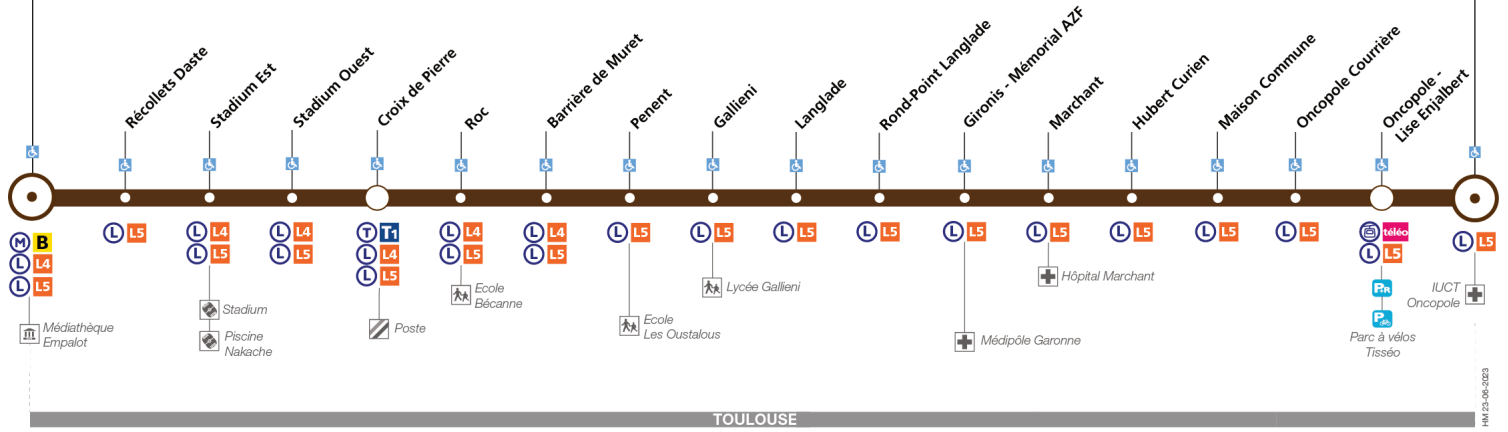 Récollets Daste
Stadium Est
Stadium Ouest
Croix de Pierre
Roc
Barrière de Muret
Penent
Gallieni
Langlade
Rond-Point Langlade
Gironis - Mémorial AZF
Marchant
Hubert Curien
Maison Commune
Oncopole Courrière
Oncopole -
Lise Enjalbert
M B
L L4
L L5
L L5
L L4
L L5
L L4
L L5
T T1
L L4
L L5
L L4
L L5
L L4
L L5
L L5
L L5
L L5
L L5
L L5
L L5
L L5
L L5
L L5
téléo
L L5
L L5
Médiathèque
Empalot
Stadium
Piscine
Nakache
Poste
Ecole
Bécanne
Ecole
Les Oustalous
Lycée Gallieni
Médipôle Garonne
Hôpital Marchant
P+R
P
Parc à vélos
Tisséo
IUCT
Oncopole
TOULOUSE
HM 23-06-2023